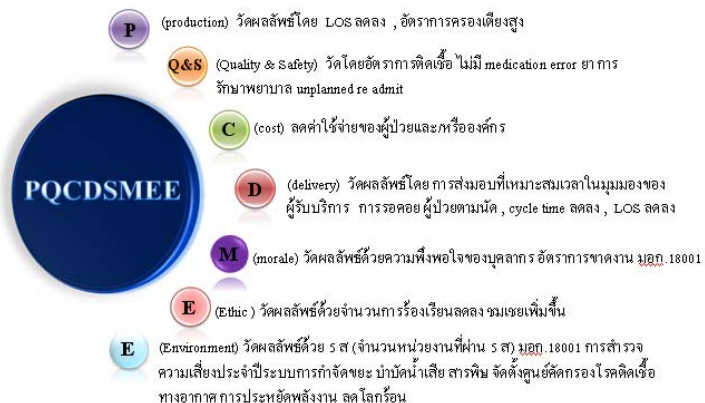 P (production) วัดผลลัพธ์โดย LOS ลดลง , อัตราการครองเตียงสูง
Q&S (Quality & Safety) วัดโดยอัตราการติดเชื้อ ไม่มี medication error ยา การ
รักษาพยาบาล unplanned re admit
C (cost) ลดค่าใช้จ่ายของผู้ป่วยและ/หรือองค์กร
PQCDSMEE
D (delivery) วัดผลลัพธ์โดย การส่งมอบที่เหมาะสมเวลาในมุมมองของ
ผู้รับบริการ การรอคอย ผู้ป่วยตามนัด , cycle time ลดลง , LOS ลดลง
M (morale) วัดผลลัพธ์ด้วยความพึงพอใจของบุคลากร อัตราการขาดงาน มอก.18001
E (Ethic ) วัดผลลัพธ์ด้วยจำนวนการร้องเรียนลดลง ชมเชยเพิ่มขึ้น
E (Environment) วัดผลลัพธ์ด้วย 5 ส (จำนวนหน่วยงานที่ผ่าน 5 ส) มอก.18001 การสำรวจ
ความเสี่ยงประจำปีระบบการกำจัดขยะ บำบัดน้ำเสีย สารพิษ จัดตั้งศูนย์คัดกรองโรคติดเชื้อ
ทางอากาศ การประหยัดพลังงาน ลดโลกร้อน